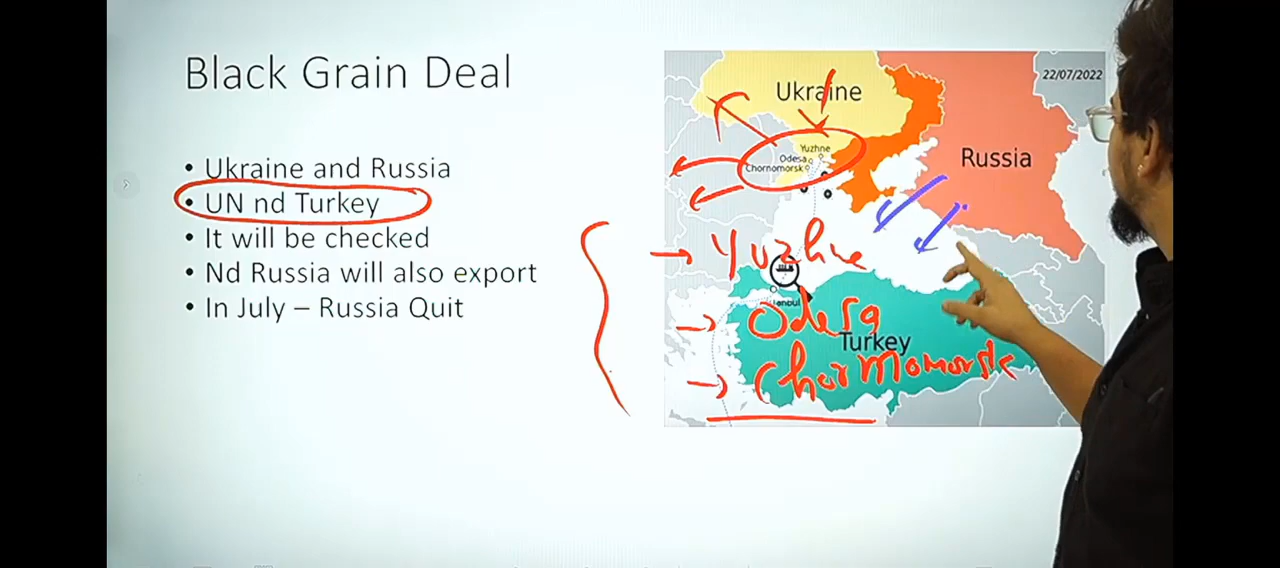 Black Grain Deal
• Ukraine and Russia
• UN nd Turkey
• It will be checked
• Nd Russia will also export
• In July – Russia Quit
22/07/2022
Ukraine
Yuzhne
Odesa
Chornomorsk
Russia
→ Yuzhne
→ Odesa
Turkey
→ Chormomorsk